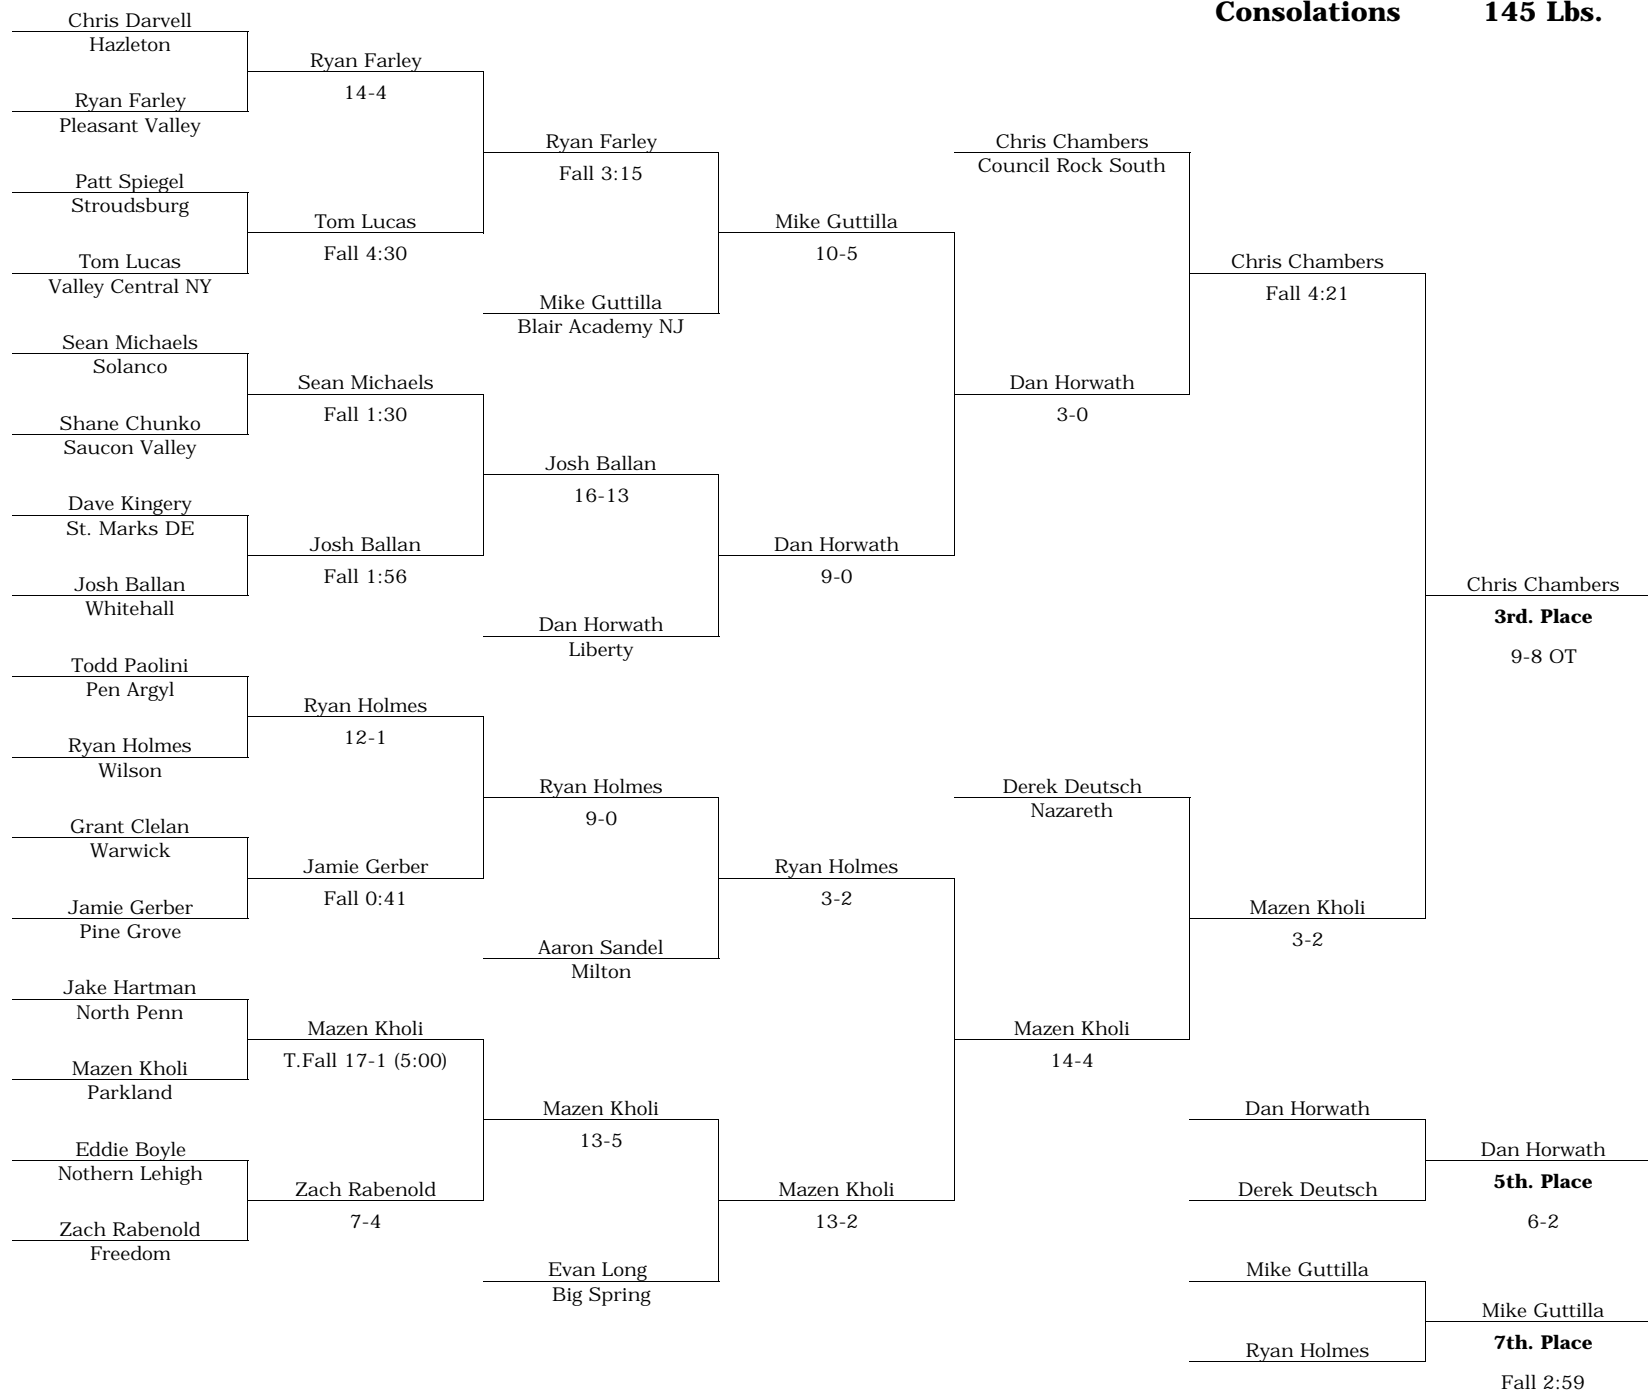 Consolations 145 Lbs.
Chris Darvell
Hazleton
Ryan Farley
Pleasant Valley
Patt Spiegel
Stroudsburg
Tom Lucas
Valley Central NY
Sean Michaels
Solanco
Shane Chunko
Saucon Valley
Dave Kingery
St. Marks DE
Josh Ballan
Whitehall
Todd Paolini
Pen Argyl
Ryan Holmes
Wilson
Grant Clelan
Warwick
Jamie Gerber
Pine Grove
Jake Hartman
North Penn
Mazen Kholi
Parkland
Eddie Boyle
Nothern Lehigh
Zach Rabenold
Freedom
Ryan Farley
14-4
Tom Lucas
Fall 4:30
Sean Michaels
Fall 1:30
Josh Ballan
Fall 1:56
Ryan Holmes
12-1
Jamie Gerber
Fall 0:41
Mazen Kholi
T.Fall 17-1 (5:00)
Zach Rabenold
7-4
Ryan Farley
Fall 3:15
Mike Guttilla
Blair Academy NJ
Josh Ballan
16-13
Dan Horwath
Liberty
Ryan Holmes
9-0
Aaron Sandel
Milton
Mazen Kholi
13-5
Evan Long
Big Spring
Mike Guttilla
10-5
Dan Horwath
9-0
Ryan Holmes
3-2
Mazen Kholi
13-2
Chris Chambers
Council Rock South
Dan Horwath
3-0
Derek Deutsch
Nazareth
Mazen Kholi
14-4
Chris Chambers
Fall 4:21
Mazen Kholi
3-2
Dan Horwath
Derek Deutsch
Mike Guttilla
Ryan Holmes
Chris Chambers
3rd. Place
9-8 OT
Dan Horwath
5th. Place
6-2
Mike Guttilla
7th. Place
Fall 2:59